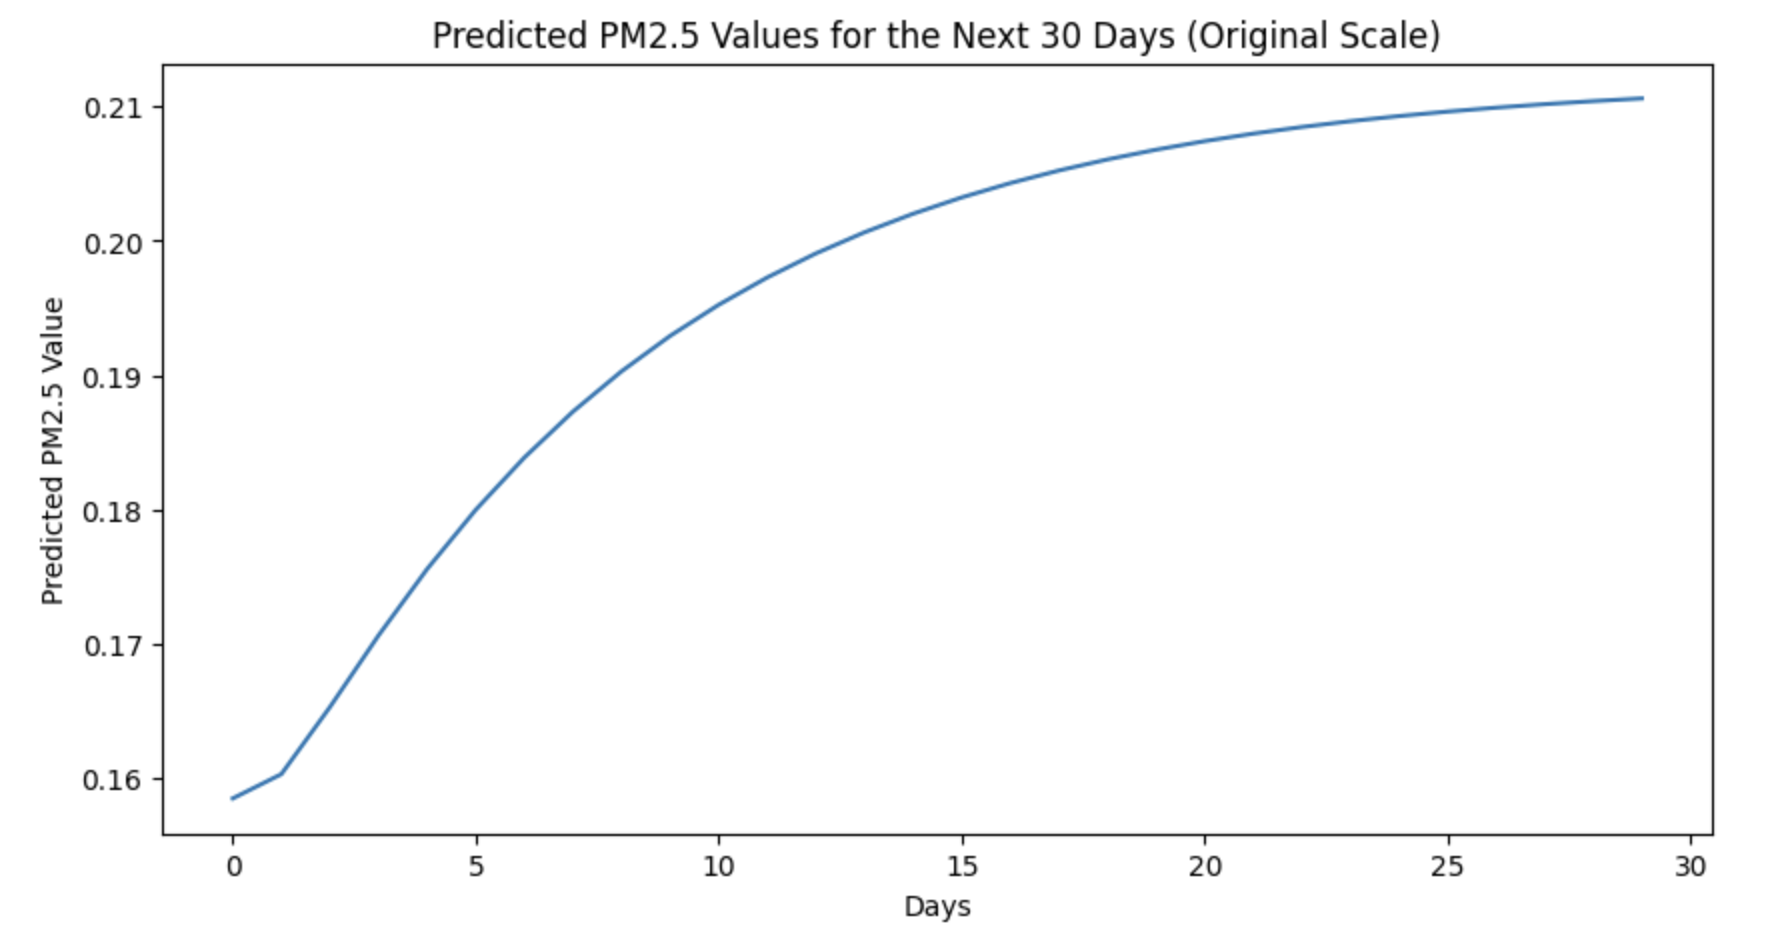 Predicted PM2.5 Values for the Next 30 Days (Original Scale)
0.21
0.20
0.19
0.18
0.17
0.16
Predicted PM2.5 Value
0 5 10 15 20 25 30
Days